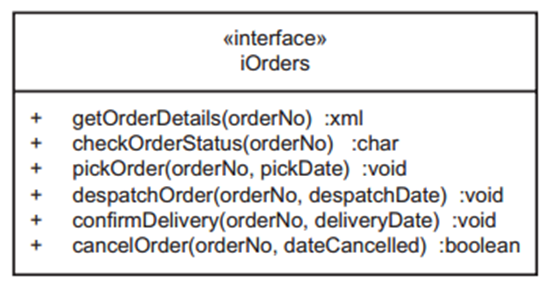 «interface»
iOrders
+ getOrderDetails(orderNo) :xml
+ checkOrderStatus(orderNo) :char
+ pickOrder(orderNo, pickDate) :void
+ despatchOrder(orderNo, despatchDate) :void
+ confirmDelivery(orderNo, deliveryDate) :void
+ cancelOrder(orderNo, dateCancelled) :boolean